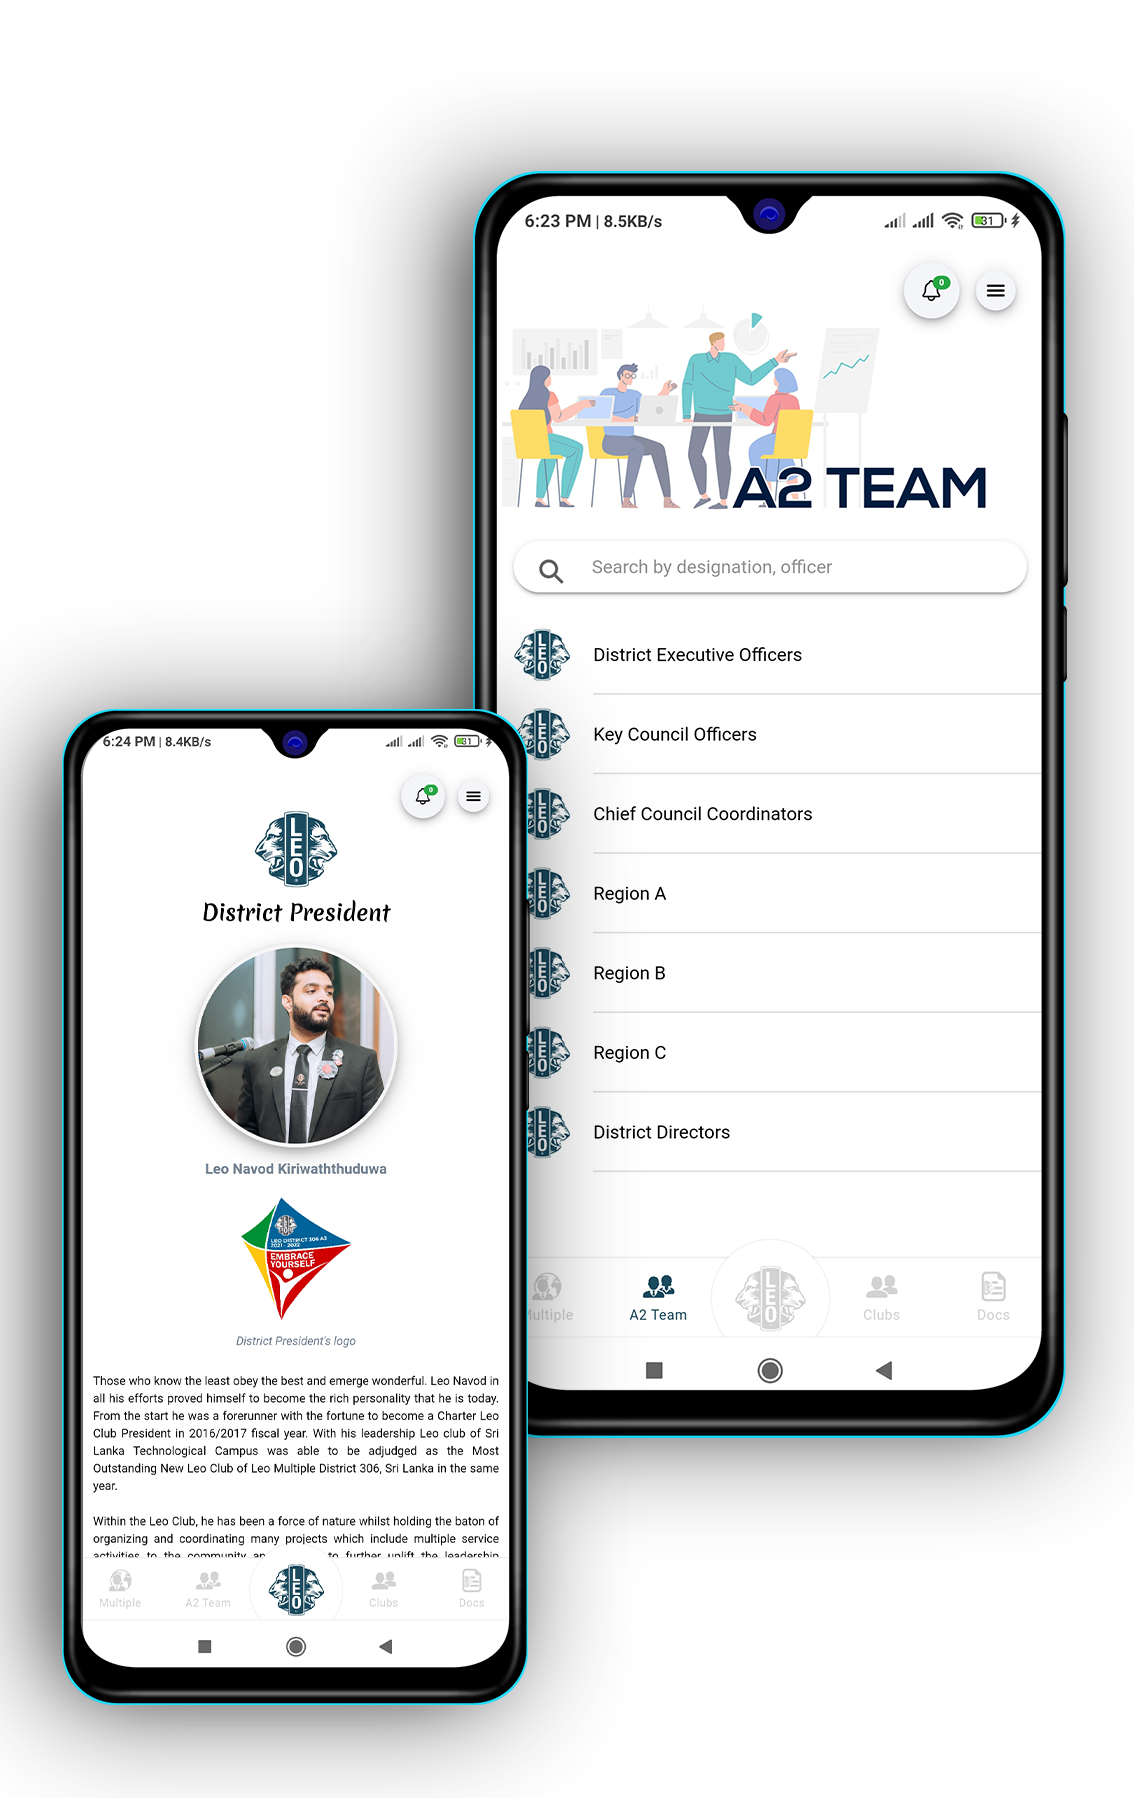 6:23 PM | 8.5KB/s
31
0
A2 TEAM
Search by designation, officer
LEO
District Executive Officers
LEO
Key Council Officers
LEO
Chief Council Coordinators
LEO
Region A
LEO
Region B
LEO
Region C
LEO
District Directors
LEO
A2 Team
Clubs
Docs
6:24 PM | 8.4KB/s
31
0
LEO
District President
Leo Navod Kiriwaththuduwa
LEO DISTRICT 306 A2
2021 - 2022
EMBRACE
YOURSELF
District President's logo
Those who know the least obey the best and emerge wonderful. Leo Navod in
all his efforts proved himself to become the rich personality that he is today.
From the start he was a forerunner with the fortune to become a Charter Leo
Club President in 2016/2017 fiscal year. With his leadership Leo club of Sri
Lanka Technological Campus was able to be adjudged as the Most
Outstanding New Leo Club of Leo Multiple District 306, Sri Lanka in the same
year.
Within the Leo Club, he has been a force of nature whilst holding the baton of
organizing and coordinating many projects which include multiple service
activities to the community to further uplift the leadership
LEO
Multiple
A2 Team
Clubs
Docs